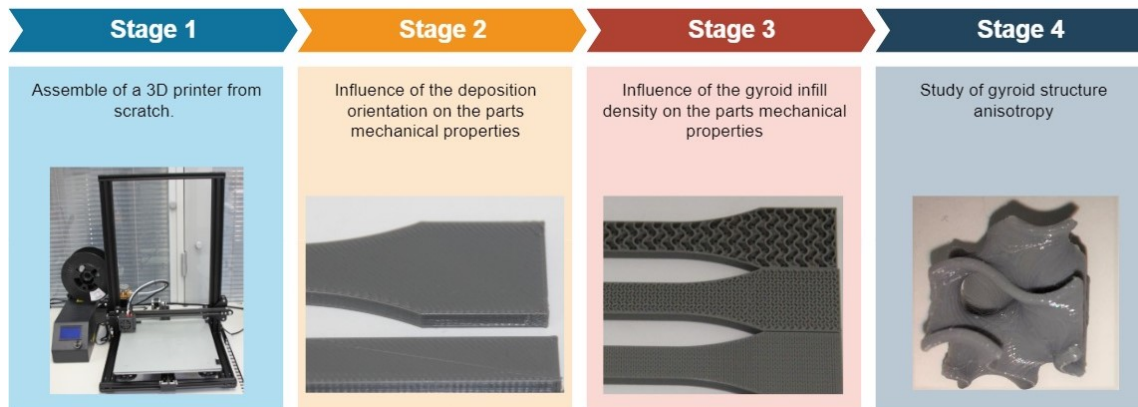 Stage 1
Stage 2
Stage 3
Stage 4
Assemble of a 3D printer from
scratch.
Influence of the deposition
orientation on the parts
mechanical properties
Influence of the gyroid infill
density on the parts mechanical
properties
Study of gyroid structure
anisotropy